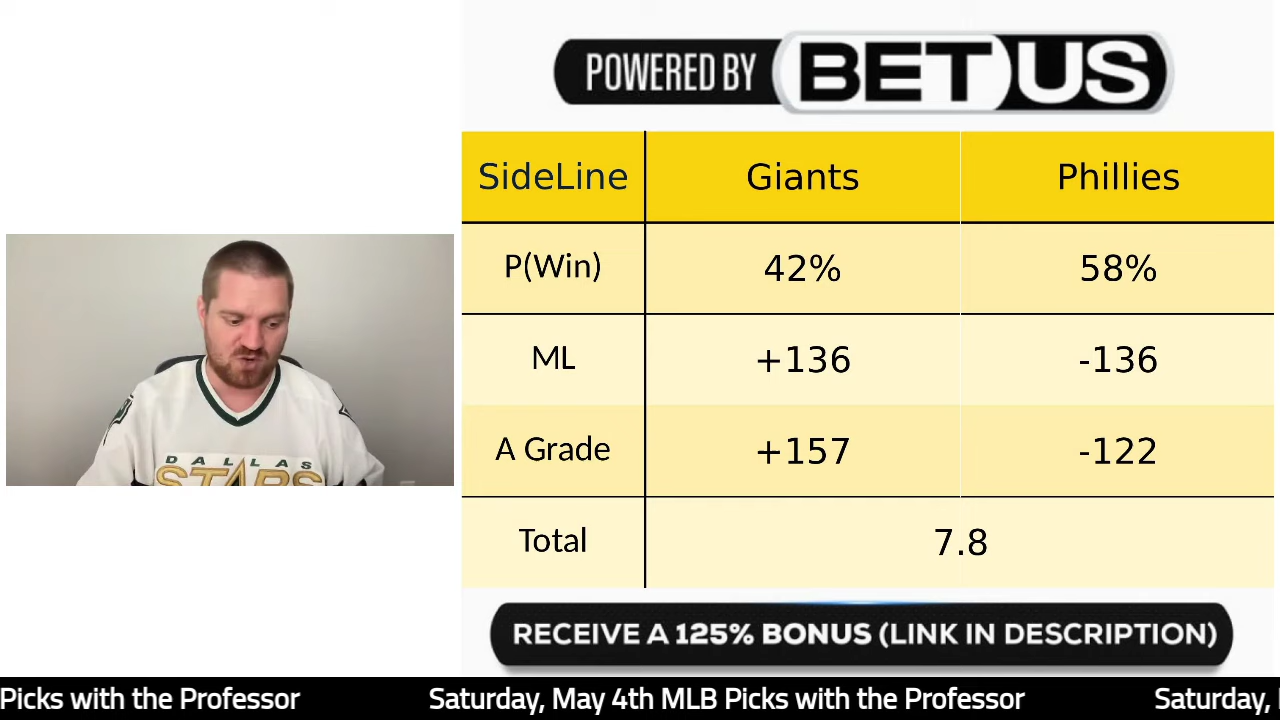 POWERED BY BETUS
SideLine Giants Phillies
P(Win) 42% 58%
ML +136 -136
A Grade +157 -122
Total 7.8
DALLAS
STARS
RECEIVE A 125% BONUS (LINK IN DESCRIPTION)
Picks with the Professor Saturday, May 4th MLB Picks with the Professor Saturday,